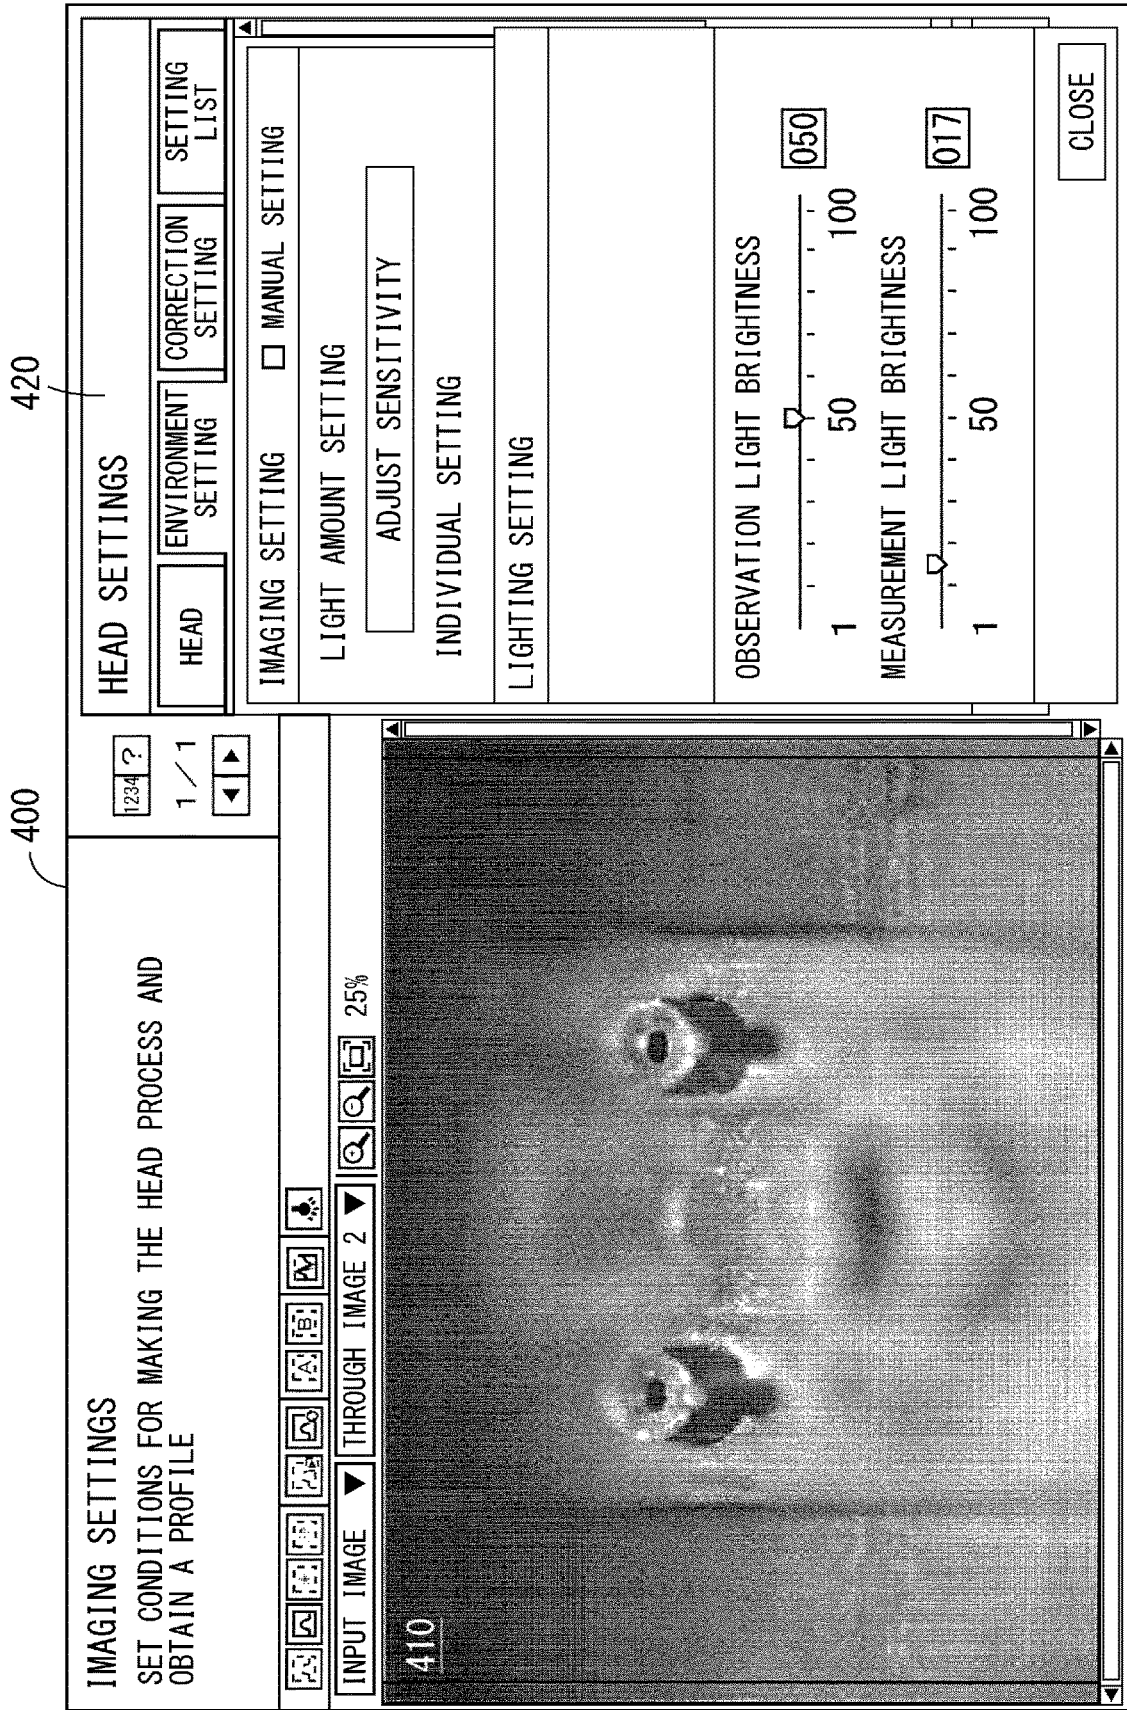 400
420
IMAGING SETTINGS
SET CONDITIONS FOR MAKING THE HEAD PROCESS AND
OBTAIN A PROFILE
1234 ?
1/1
INPUT IMAGE ▼ THROUGH IMAGE 2 ▼ 25%
A B
410
HEAD SETTINGS
HEAD
ENVIRONMENT
SETTING
CORRECTION
SETTING
SETTING
LIST
IMAGING SETTING □ MANUAL SETTING
LIGHT AMOUNT SETTING
ADJUST SENSITIVITY
INDIVIDUAL SETTING
LIGHTING SETTING
OBSERVATION LIGHT BRIGHTNESS
050
1 50 100
MEASUREMENT LIGHT BRIGHTNESS
017
1 50 100
CLOSE